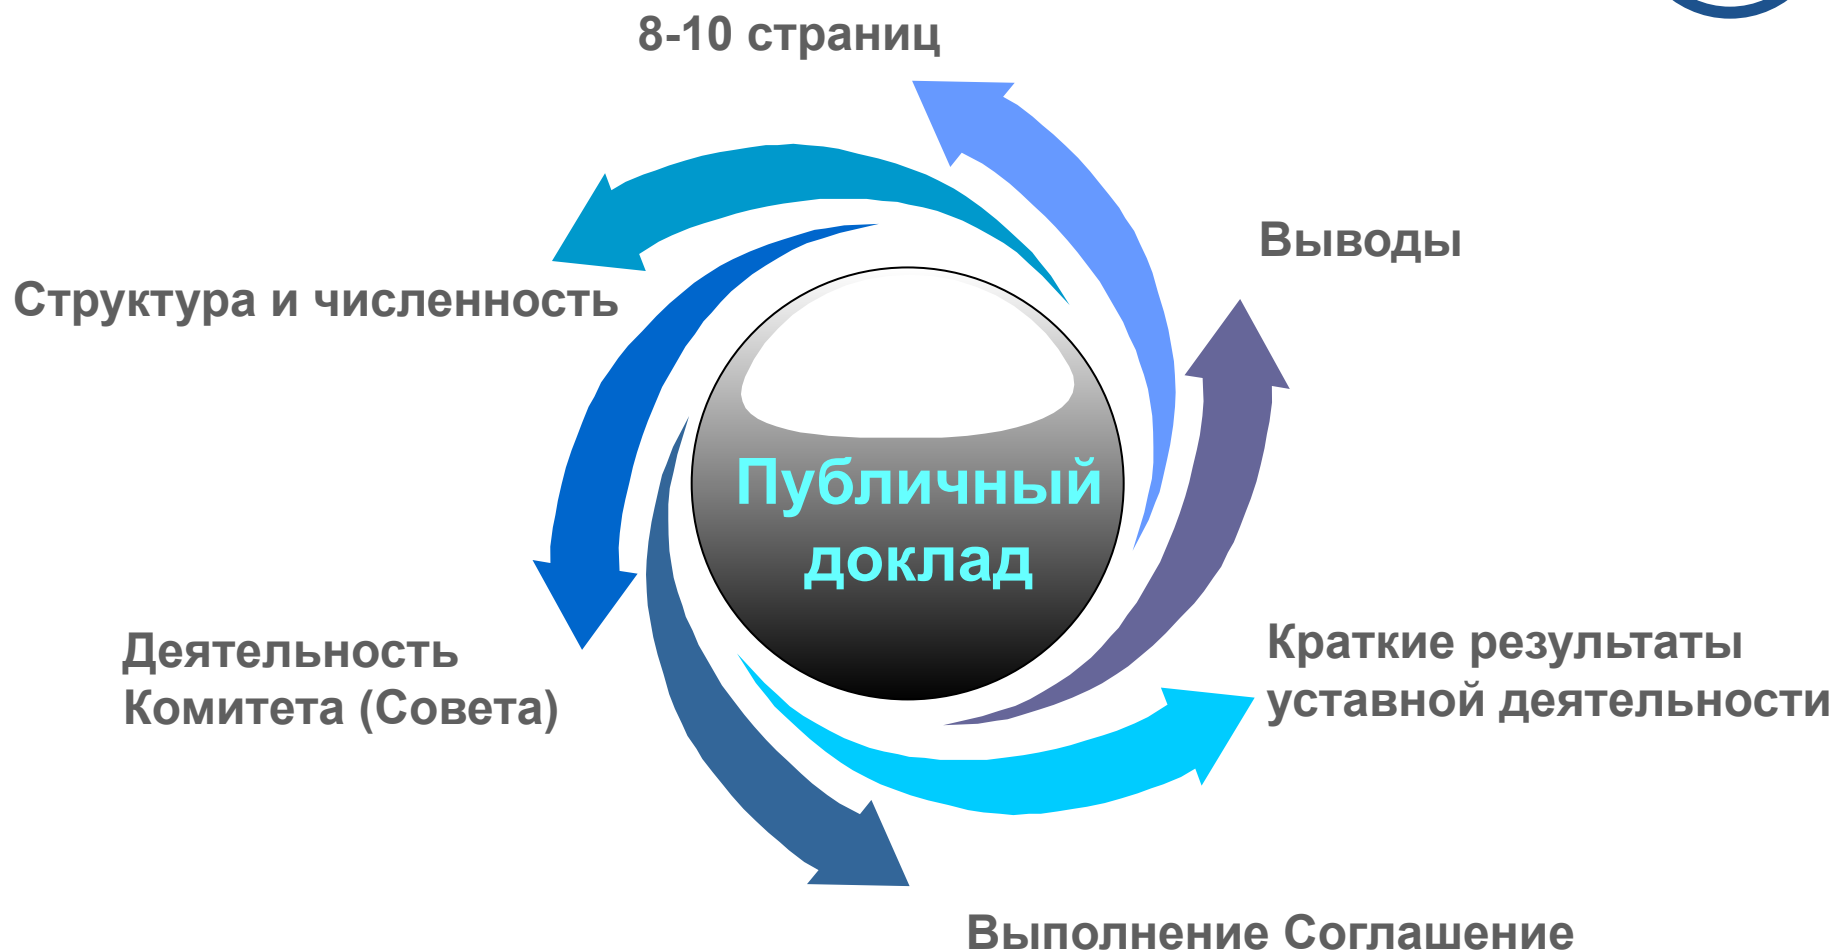 8-10 страниц
Выводы
Структура и численность
Публичный
доклад
Деятельность
Комитета (Совета)
Краткие результаты
уставной деятельности
Выполнение Соглашение